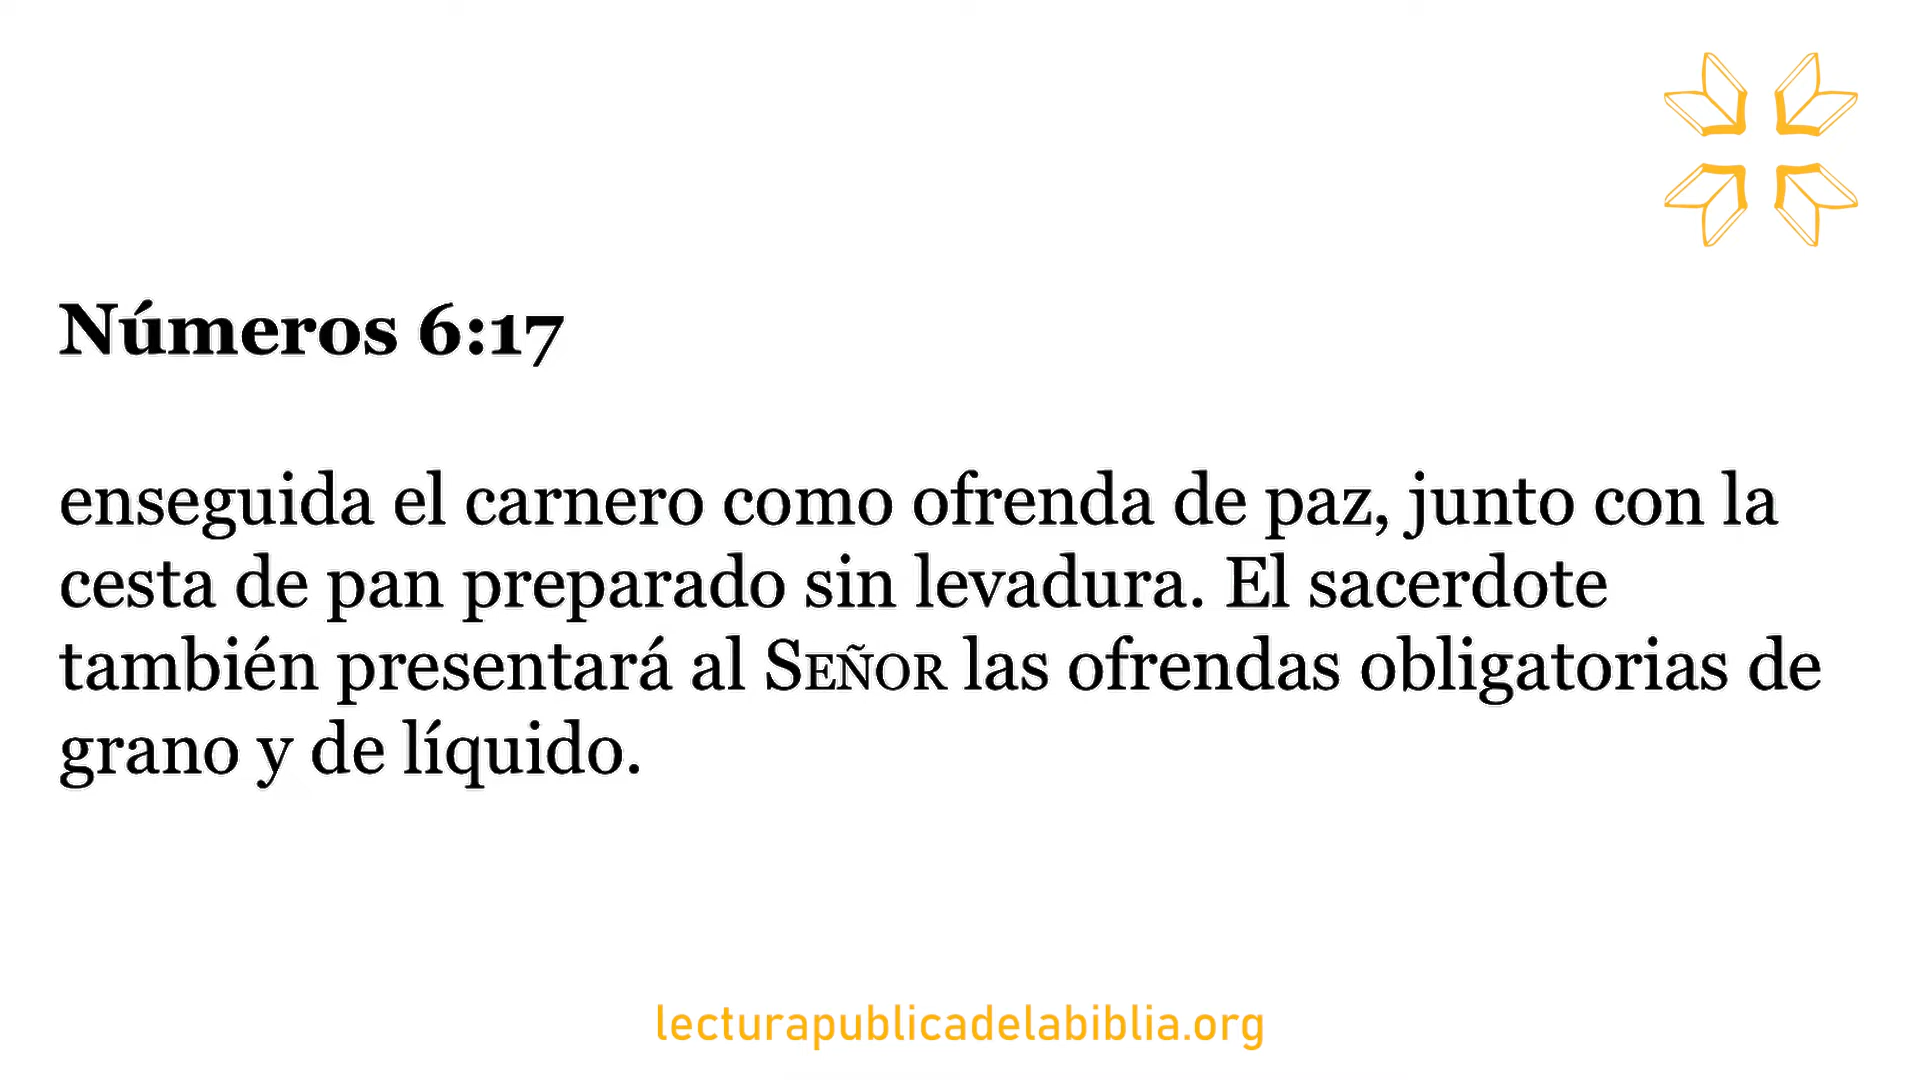 Números 6:17
enseguida el carnero como ofrenda de paz, junto con la
cesta de pan preparado sin levadura. El sacerdote
también presentará al SEÑOR las ofrendas obligatorias de
grano y de líquido.
lecturapublicadelabiblia.org